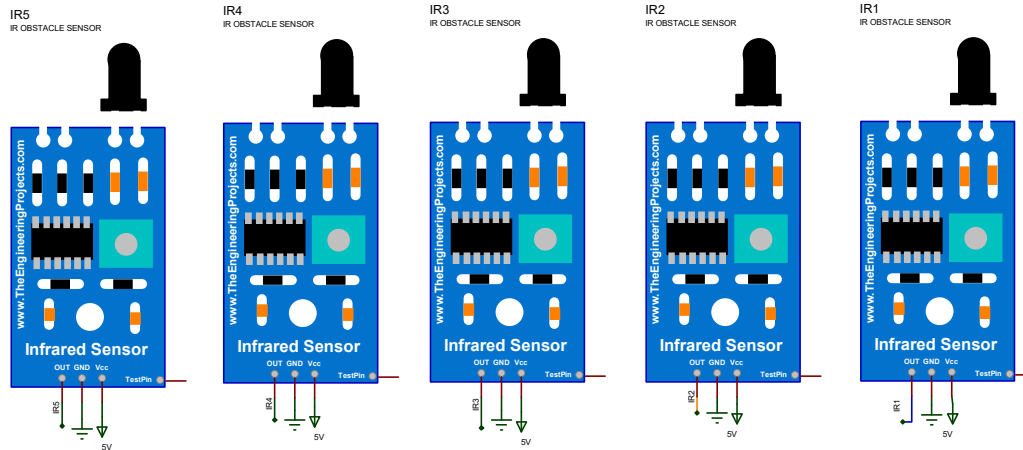 IR5
IR OBSTACLE SENSOR
www.TheEngineeringProjects.com
Infrared Sensor
OUT GND Vcc
TestPin
IR5
5V
IR4
IR OBSTACLE SENSOR
www.TheEngineeringProjects.com
Infrared Sensor
OUT GND Vcc
TestPin
IR4
5V
IR3
IR OBSTACLE SENSOR
www.TheEngineeringProjects.com
Infrared Sensor
OUT GND Vcc
TestPin
IR3
5V
IR2
IR OBSTACLE SENSOR
www.TheEngineeringProjects.com
Infrared Sensor
OUT GND Vcc
TestPin
IR2
5V
IR1
IR OBSTACLE SENSOR
www.TheEngineeringProjects.com
Infrared Sensor
OUT GND Vcc
TestPin
IR1
5V